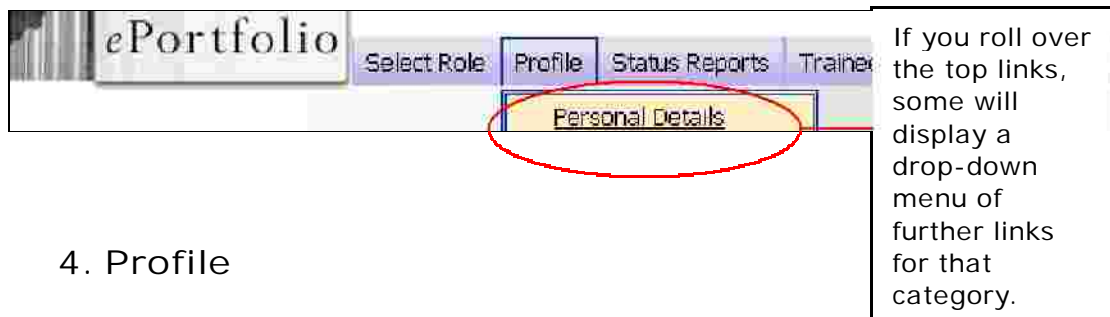 ePortfolio
Select Role Profile Status Reports
Personal Details
If you roll over
the top links,
some will
display a
drop-down
menu of
further links
for that
category.
4. Profile